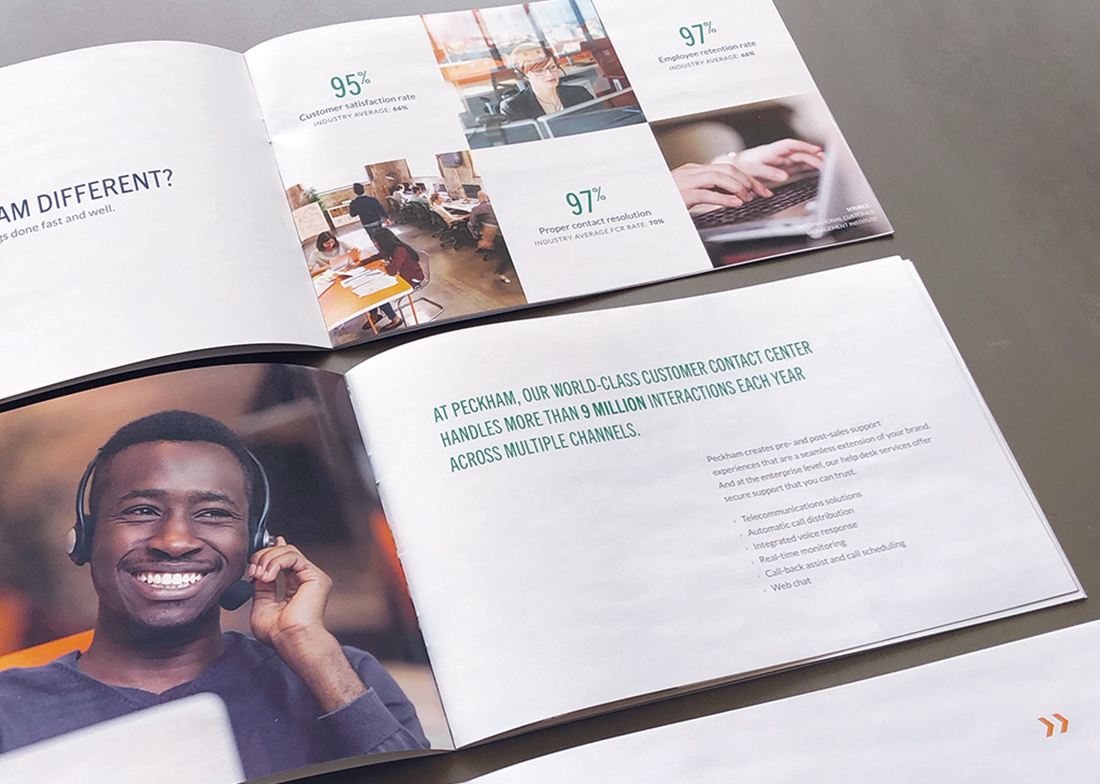 AM DIFFERENT?
gs done fast and well.
95%
Customer satisfaction rate
INDUSTRY AVERAGE: 66%
97%
Employee retention rate
INDUSTRY AVERAGE: 66%
97%
Proper contact resolution
INDUSTRY AVERAGE FCR RATE: 70%
SOURCE:
AT PECKHAM, OUR WORLD-CLASS CUSTOMER CONTACT CENTER
HANDLES MORE THAN 9 MILLION INTERACTIONS EACH YEAR
ACROSS MULTIPLE CHANNELS.
Peckham creates pre- and post-sales support
experiences that are a seamless extension of your brand.
And at the enterprise level, our help desk services offer
secure support that you can trust.
› Telecommunications solutions
› Automatic call distribution
› Integrated voice response
› Real-time monitoring
› Call-back assist and call scheduling
› Web chat